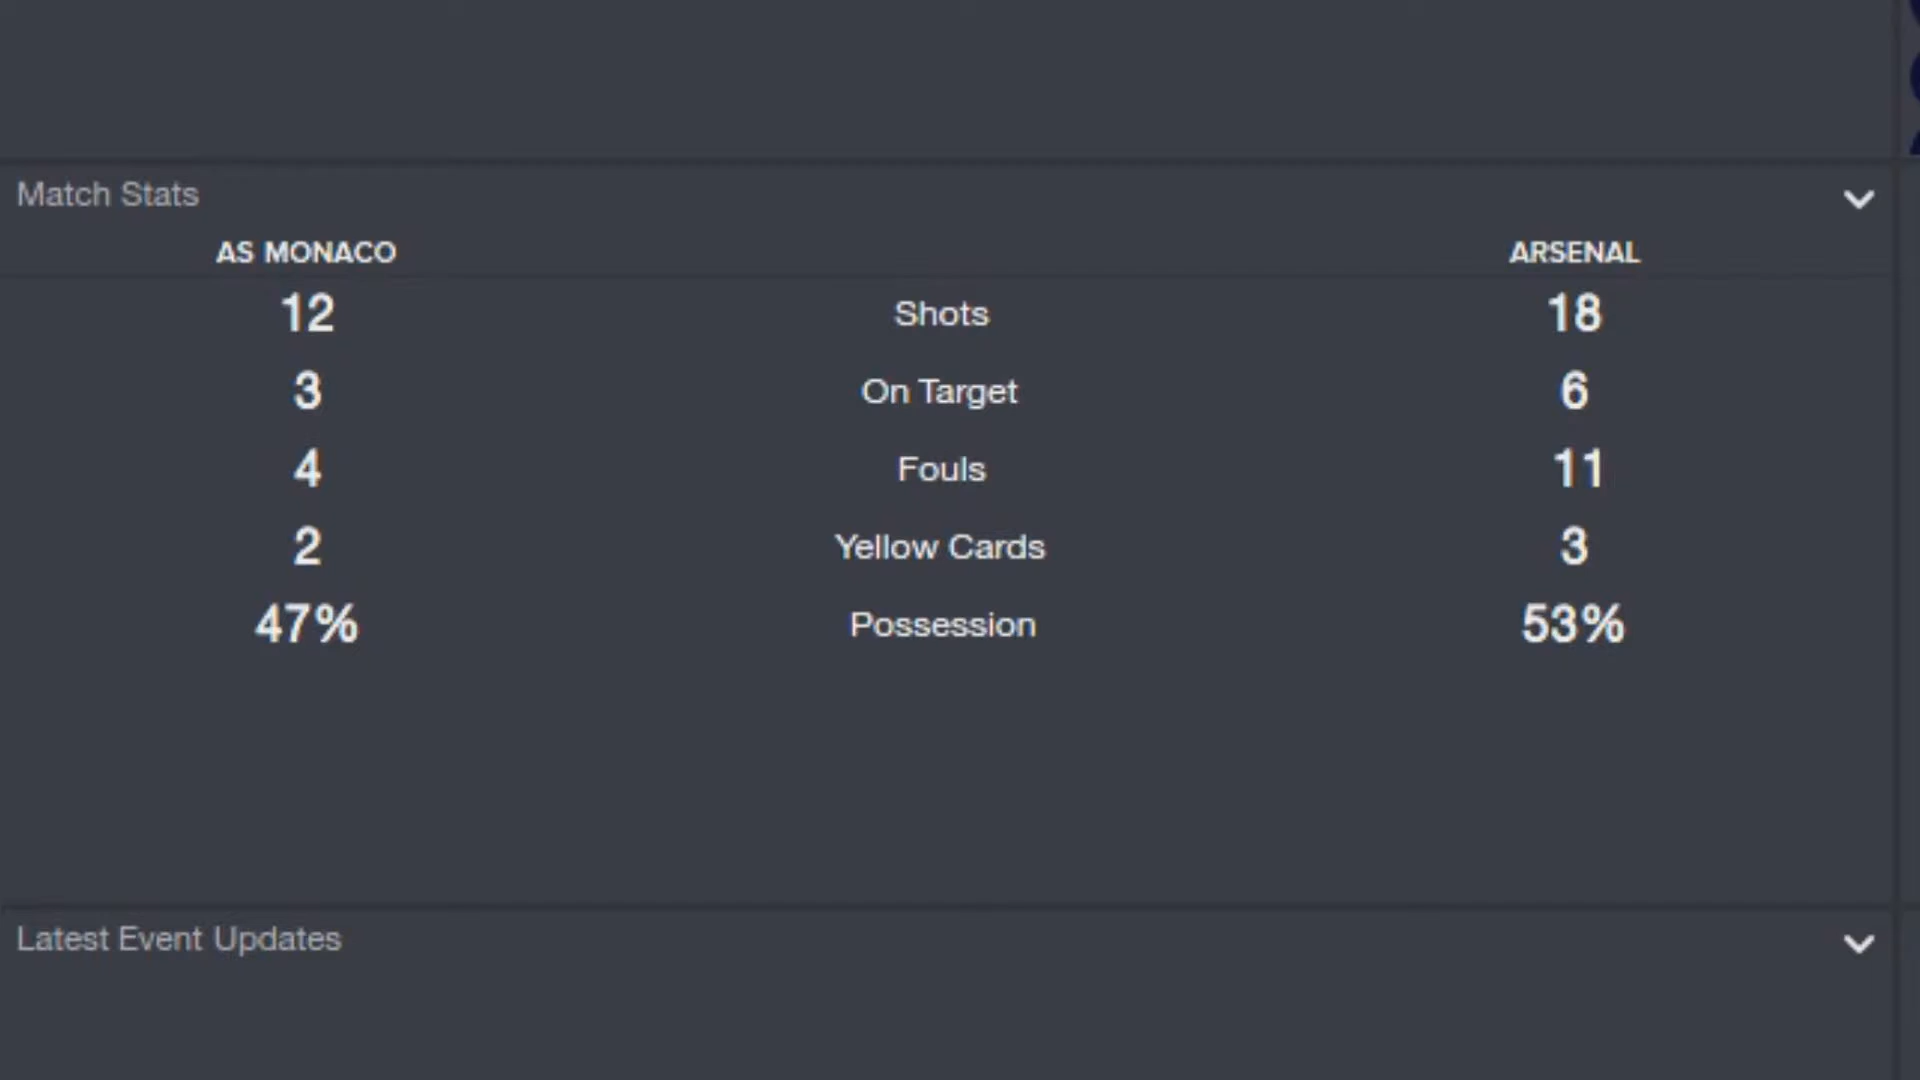 Match Stats
AS MONACO ARSENAL
12 Shots 18
3 On Target 6
4 Fouls 11
2 Yellow Cards 3
47% Possession 53%
Latest Event Updates